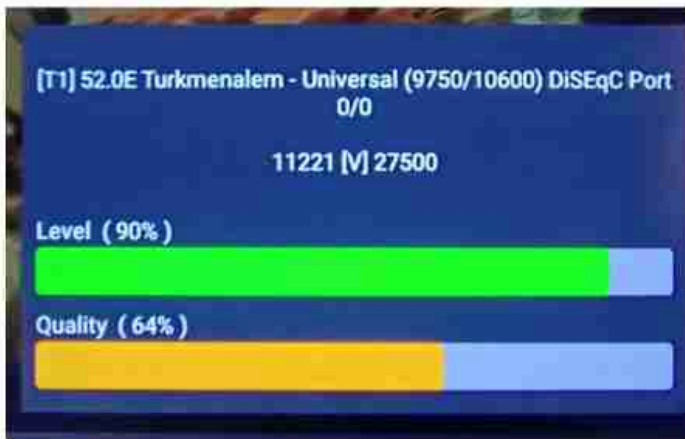 [T1] 52.0E Turkmenalem - Universal (9750/10600) DiSEqC Port
0/0
11221 [V] 27500
Level ( 90% )
Quality ( 64% )